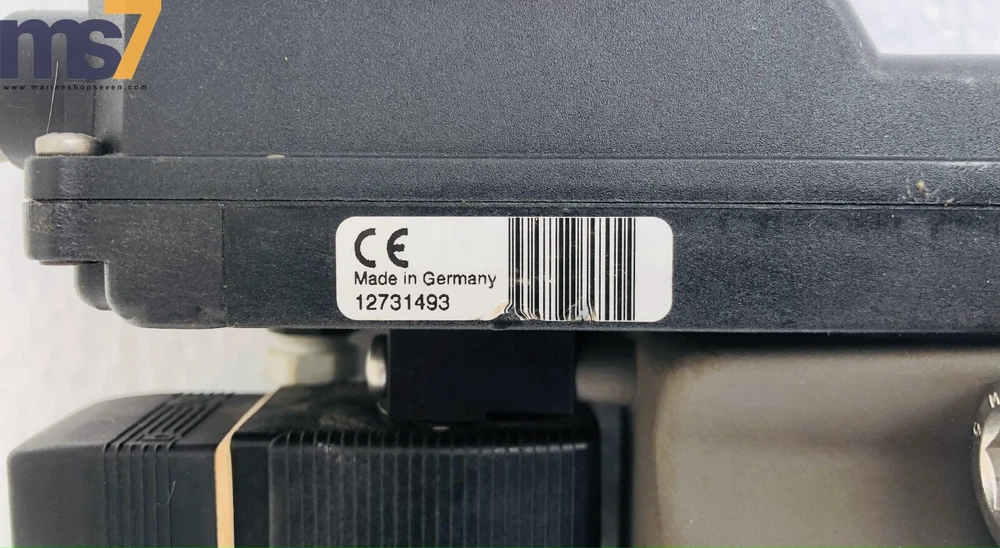 ms7
www.marineshopseven.com
CE
Made in Germany
12731493